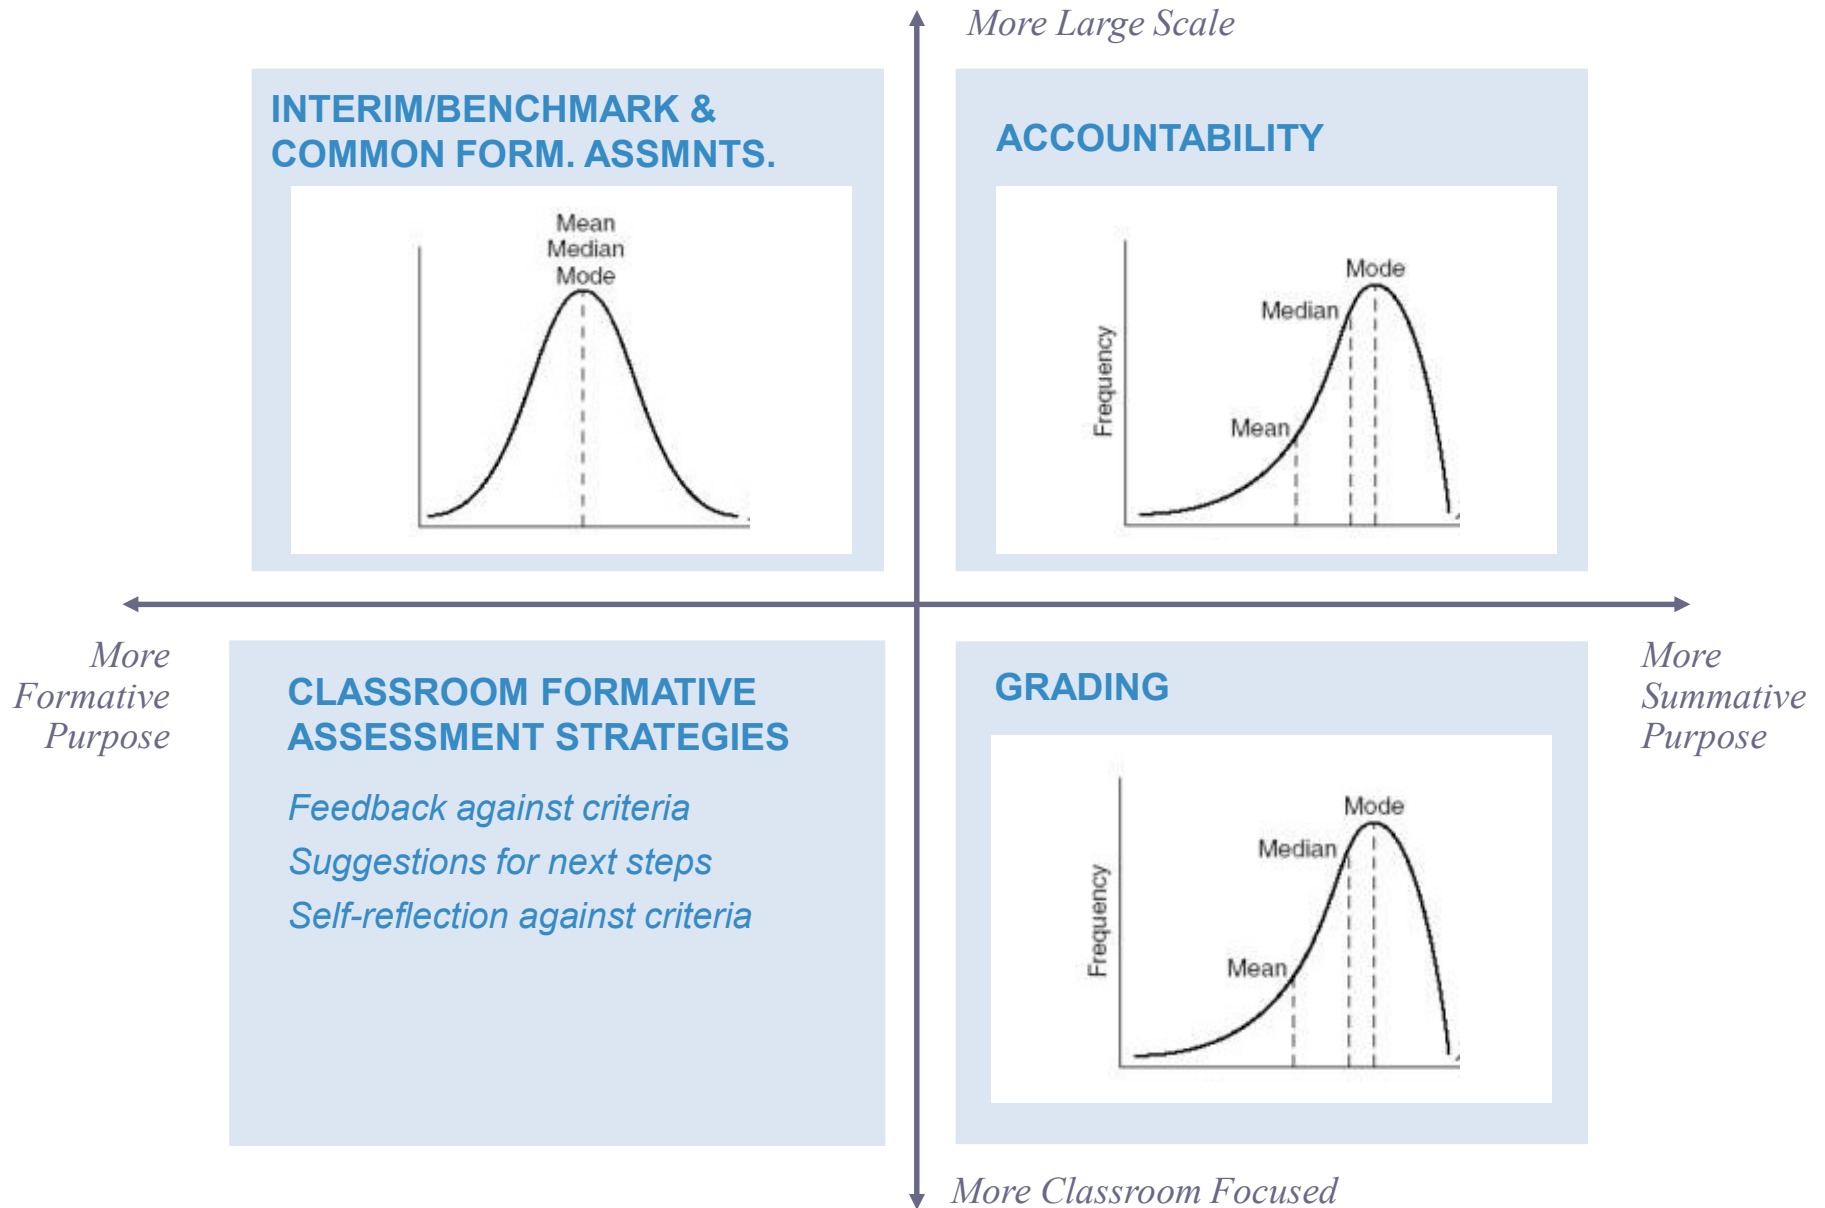 More Large Scale
INTERIM/BENCHMARK &
COMMON FORM. ASSMNTS.
Mean
Median
Mode
ACCOUNTABILITY
Mode
Median
Mean
Frequency
More
Formative
Purpose
More
Summative
Purpose
CLASSROOM FORMATIVE
ASSESSMENT STRATEGIES
Feedback against criteria
Suggestions for next steps
Self-reflection against criteria
GRADING
Mode
Median
Mean
Frequency
More Classroom Focused